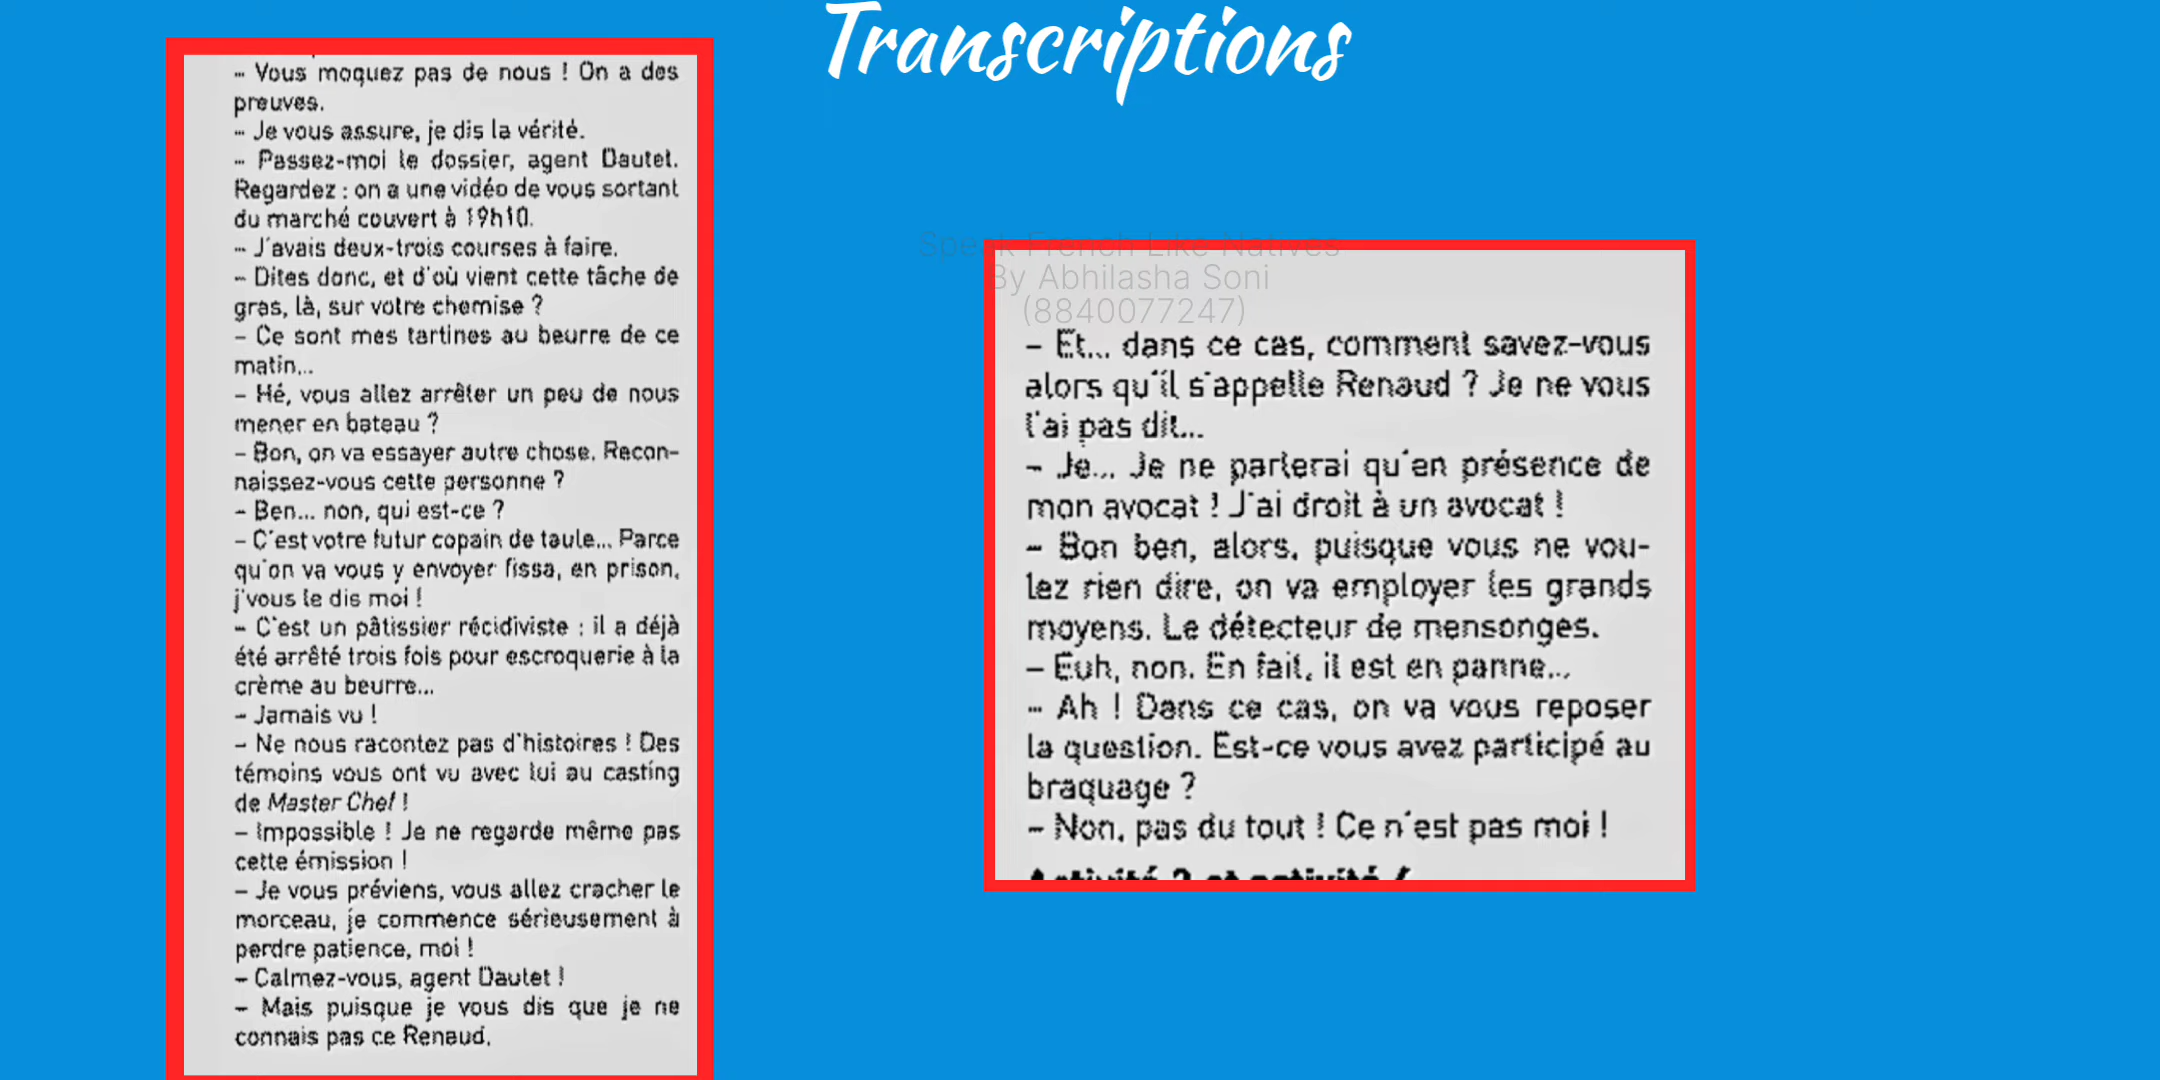 Transcriptions
– Vous moquez pas de nous ! On a des
preuves.
– Je vous assure, je dis la vérité.
– Passez-moi le dossier, agent Dautet.
Regardez : on a une vidéo de vous sortant
du marché couvert à 19h10.
– J'avais deux-trois courses à faire.
– Dites donc, et d'où vient cette tâche de
gras, là, sur votre chemise ?
– Ce sont mes tartines au beurre de ce
matin...
– Hé, vous allez arrêter un peu de nous
mener en bateau ?
– Bon, on va essayer autre chose. Recon-
naissez-vous cette personne ?
– Ben... non, qui est-ce ?
– C'est votre futur copain de taule... Parce
qu'on va vous y envoyer fissa, en prison,
j'vous le dis moi !
– C'est un pâtissier récidiviste : il a déjà
été arrêté trois fois pour escroquerie à la
crème au beurre...
– Jamais vu !
– Ne nous racontez pas d'histoires ! Des
témoins vous ont vu avec lui au casting
de Master Chef !
– Impossible ! Je ne regarde même pas
cette émission !
– Je vous préviens, vous allez cracher le
morceau, je commence sérieusement à
perdre patience, moi !
– Calmez-vous, agent Dautet !
– Mais puisque je vous dis que je ne
connais pas ce Renaud.
Speak French Like Natives
By Abhilasha Soni
(8840077247)
– Et... dans ce cas, comment savez-vous
alors qu'il s'appelle Renaud ? Je ne vous
l'ai pas dit...
– Je... Je ne parlerai qu'en présence de
mon avocat ! J'ai droit à un avocat !
– Bon ben, alors, puisque vous ne vou-
lez rien dire, on va employer les grands
moyens. Le détecteur de mensonges.
– Euh, non. En fait, il est en panne...
– Ah ! Dans ce cas, on va vous reposer
la question. Est-ce vous avez participé au
braquage ?
– Non, pas du tout ! Ce n'est pas moi !